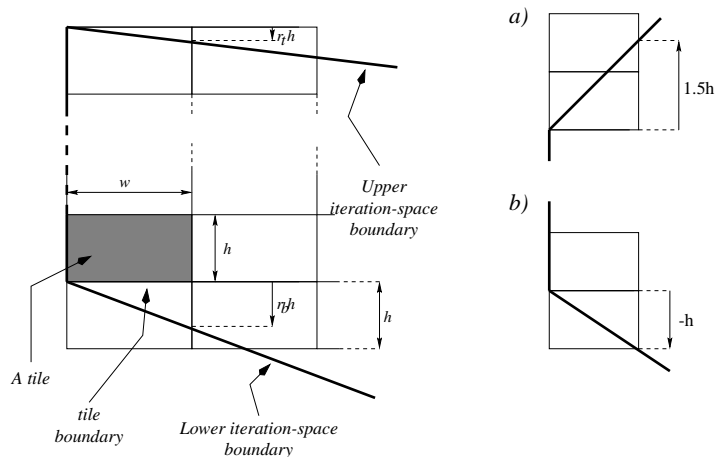 a)
r_t h
1.5h
w
Upper
iteration-space
boundary
b)
h
r_b h
h
-h
A tile
tile
boundary
Lower iteration-space
boundary